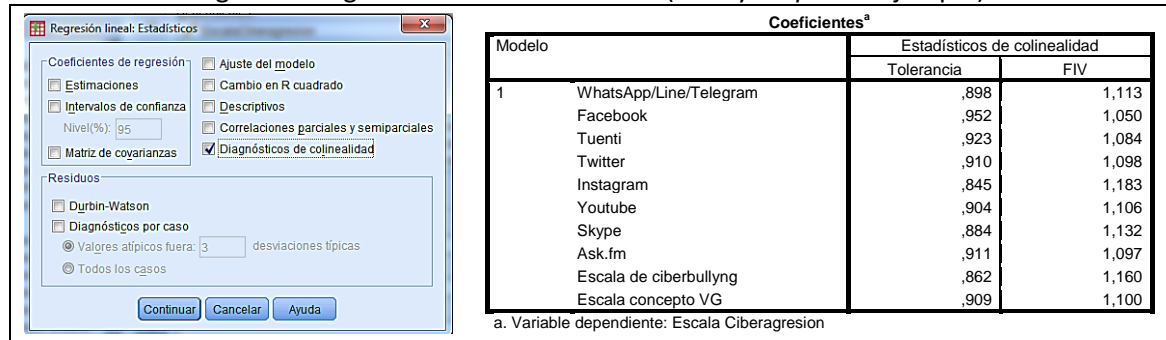 Regresión lineal: Estadísticos
Coeficientes de regresión
Estimaciones
Intervalos de confianza
Nivel(%): 95
Matriz de covarianzas
Ajuste del modelo
Cambio en R cuadrado
Descriptivos
Correlaciones parciales y semiparciales
Diagnósticos de colinealidad
Residuos
Durbin-Watson
Diagnósticos por caso
Valores atípicos fuera: 3 desviaciones típicas
Todos los casos
Continuar Cancelar Ayuda
Coeficientesª
Modelo Estadísticos de colinealidad
Tolerancia FIV
1 WhatsApp/Line/Telegram ,898 1,113
Facebook ,952 1,050
Tuenti ,923 1,084
Twitter ,910 1,098
Instagram ,845 1,183
Youtube ,904 1,106
Skype ,884 1,132
Ask.fm ,911 1,097
Escala de ciberbullyng ,862 1,160
Escala concepto VG ,909 1,100
a. Variable dependiente: Escala Ciberagresion